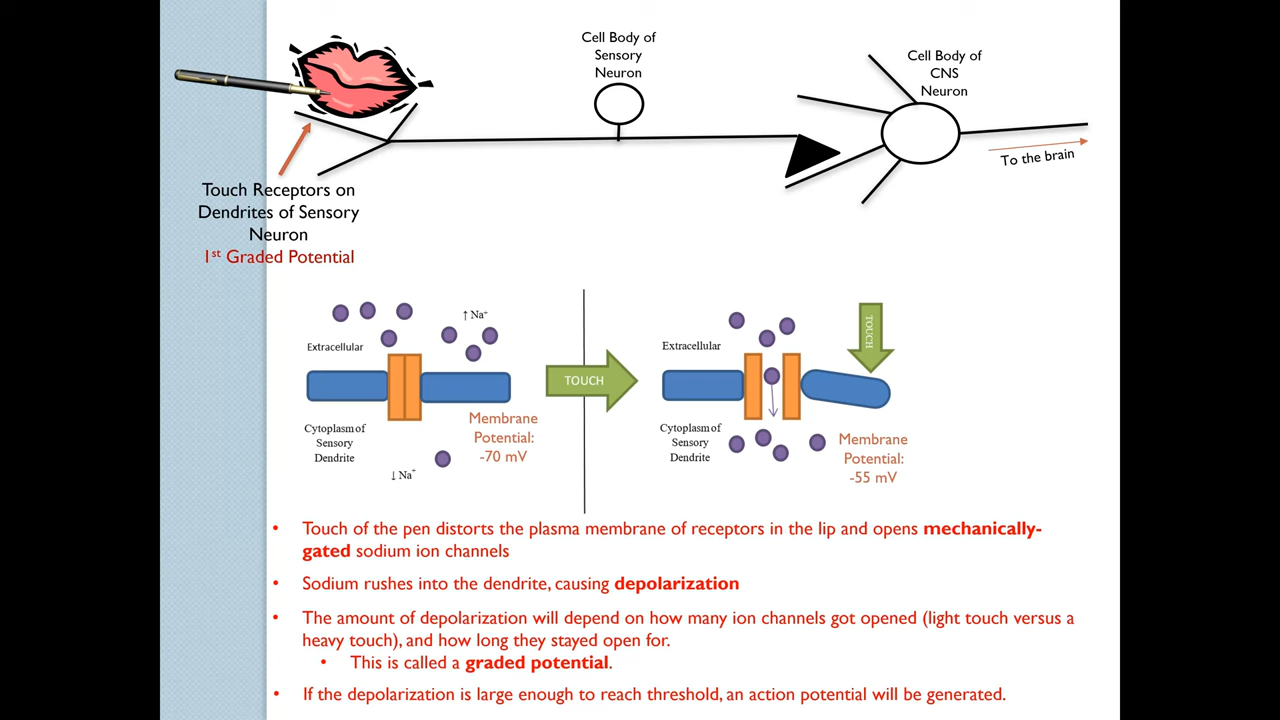 Cell Body of
Sensory
Neuron
Cell Body of
CNS
Neuron
To the brain
Touch Receptors on
Dendrites of Sensory
Neuron
1st Graded Potential
↑ Na+
Extracellular
Cytoplasm of
Sensory
Dendrite
↓ Na+
Membrane
Potential:
-70 mV
TOUCH
Extracellular
TOUCH
Cytoplasm of
Sensory
Dendrite
Membrane
Potential:
-55 mV
• Touch of the pen distorts the plasma membrane of receptors in the lip and opens mechanically-
gated sodium ion channels
• Sodium rushes into the dendrite, causing depolarization
• The amount of depolarization will depend on how many ion channels got opened (light touch versus a
heavy touch), and how long they stayed open for.
• This is called a graded potential.
• If the depolarization is large enough to reach threshold, an action potential will be generated.